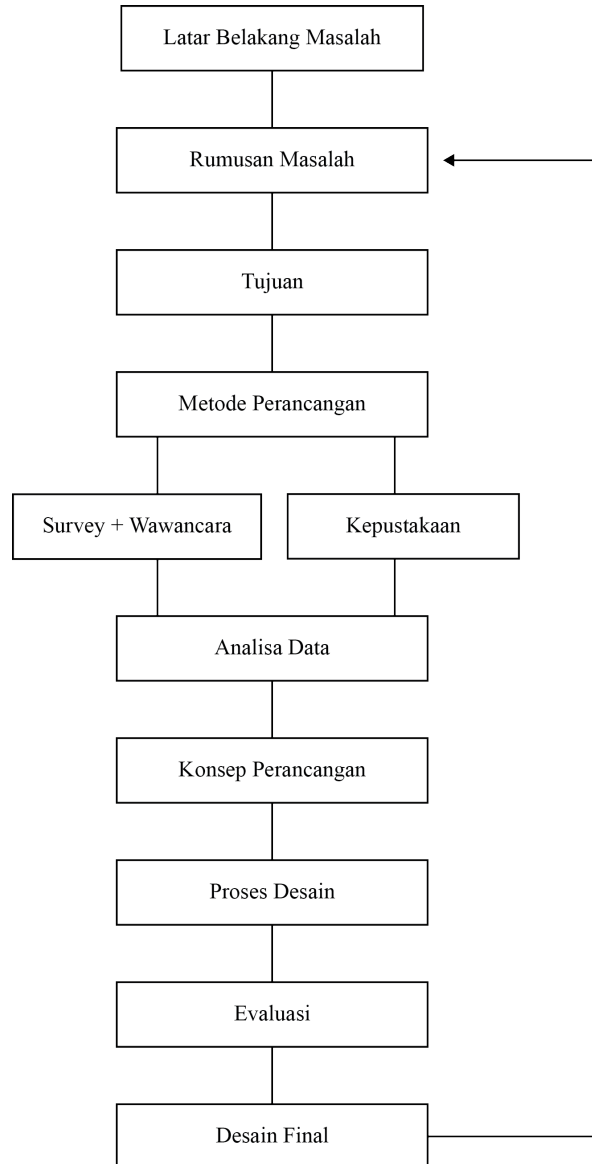 Latar Belakang Masalah
Rumusan Masalah
Tujuan
Metode Perancangan
Survey + Wawancara
Kepustakaan
Analisa Data
Konsep Perancangan
Proses Desain
Evaluasi
Desain Final